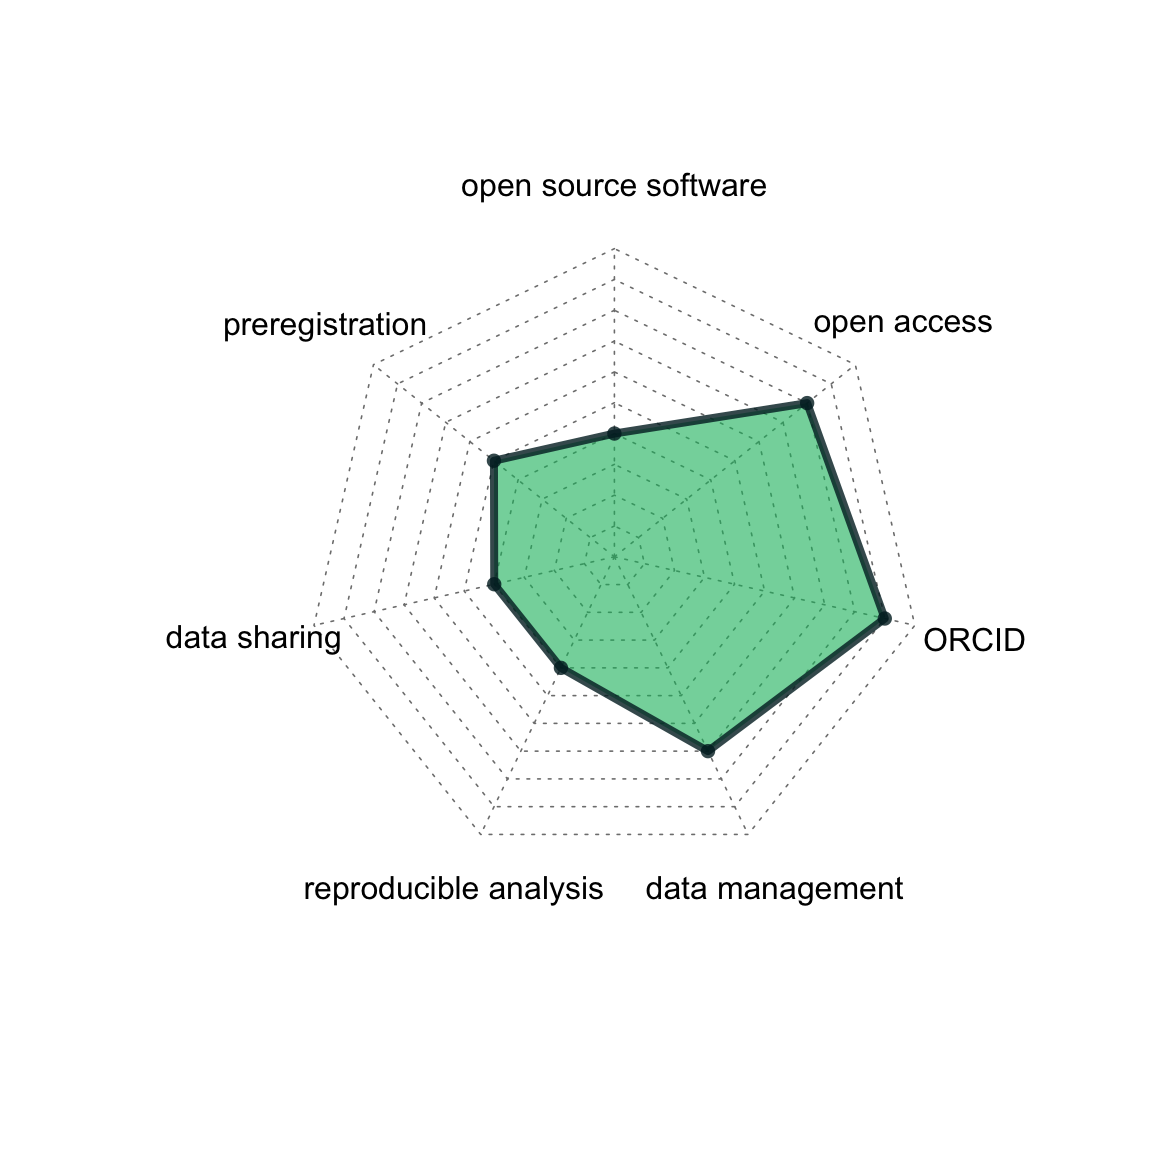 open source software
preregistration
open access
data sharing
ORCID
reproducible analysis
data management